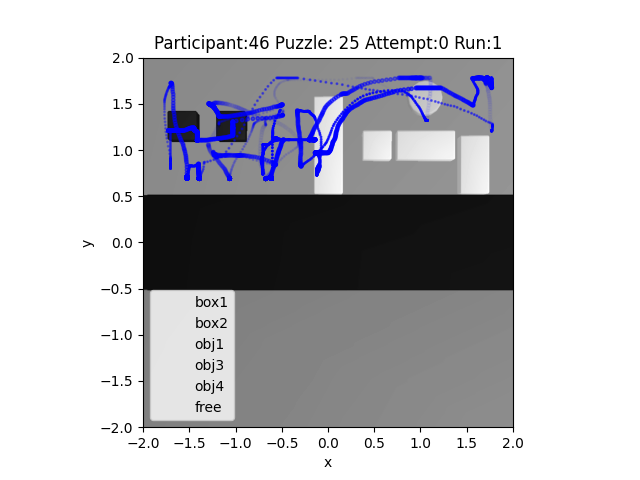 Participant:46 Puzzle: 25 Attempt:0 Run:1
2.0
1.5
1.0
0.5
0.0
−0.5
−1.0
−1.5
−2.0
y
box1
box2
obj1
obj3
obj4
free
−2.0 −1.5 −1.0 −0.5 0.0 0.5 1.0 1.5 2.0
x